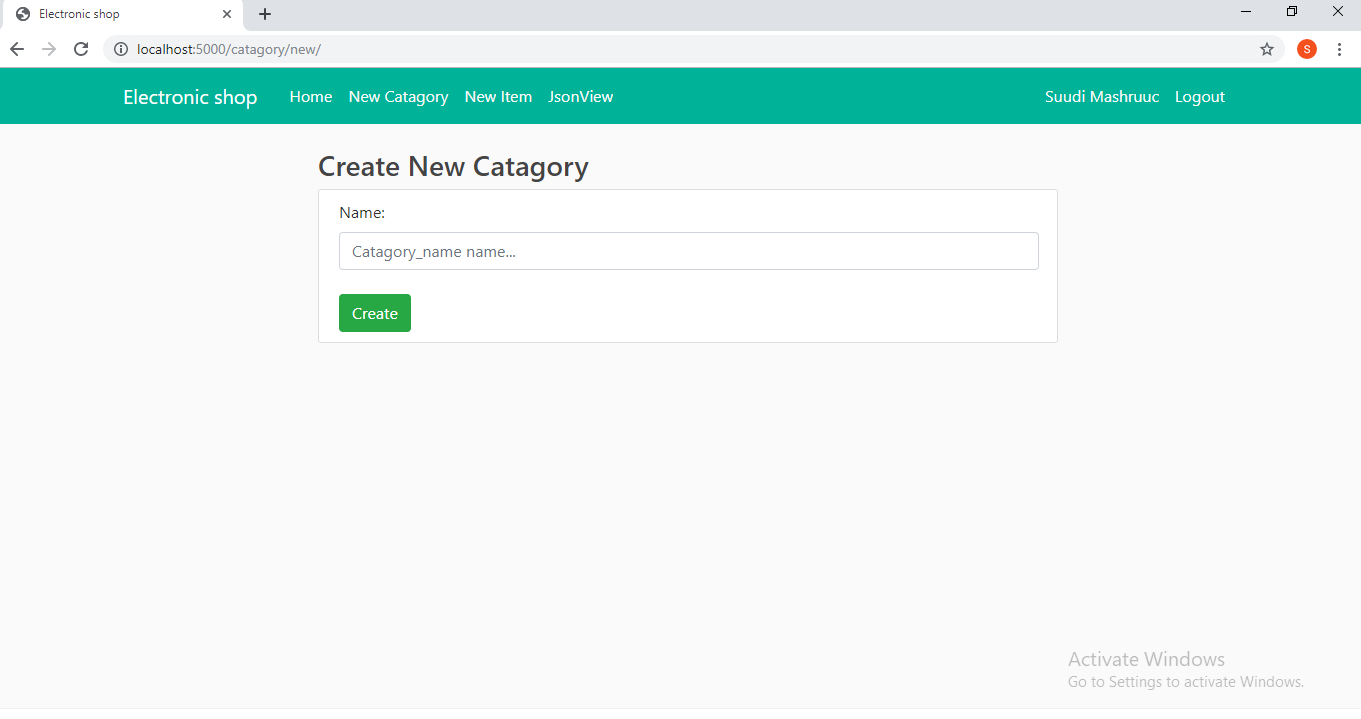 Electronic shop
localhost:5000/catagory/new/
S
Electronic shop Home New Catagory New Item JsonView Suudi Mashruuc Logout
Create New Catagory
Name:
Catagory_name name...
Create
Activate Windows
Go to Settings to activate Windows.